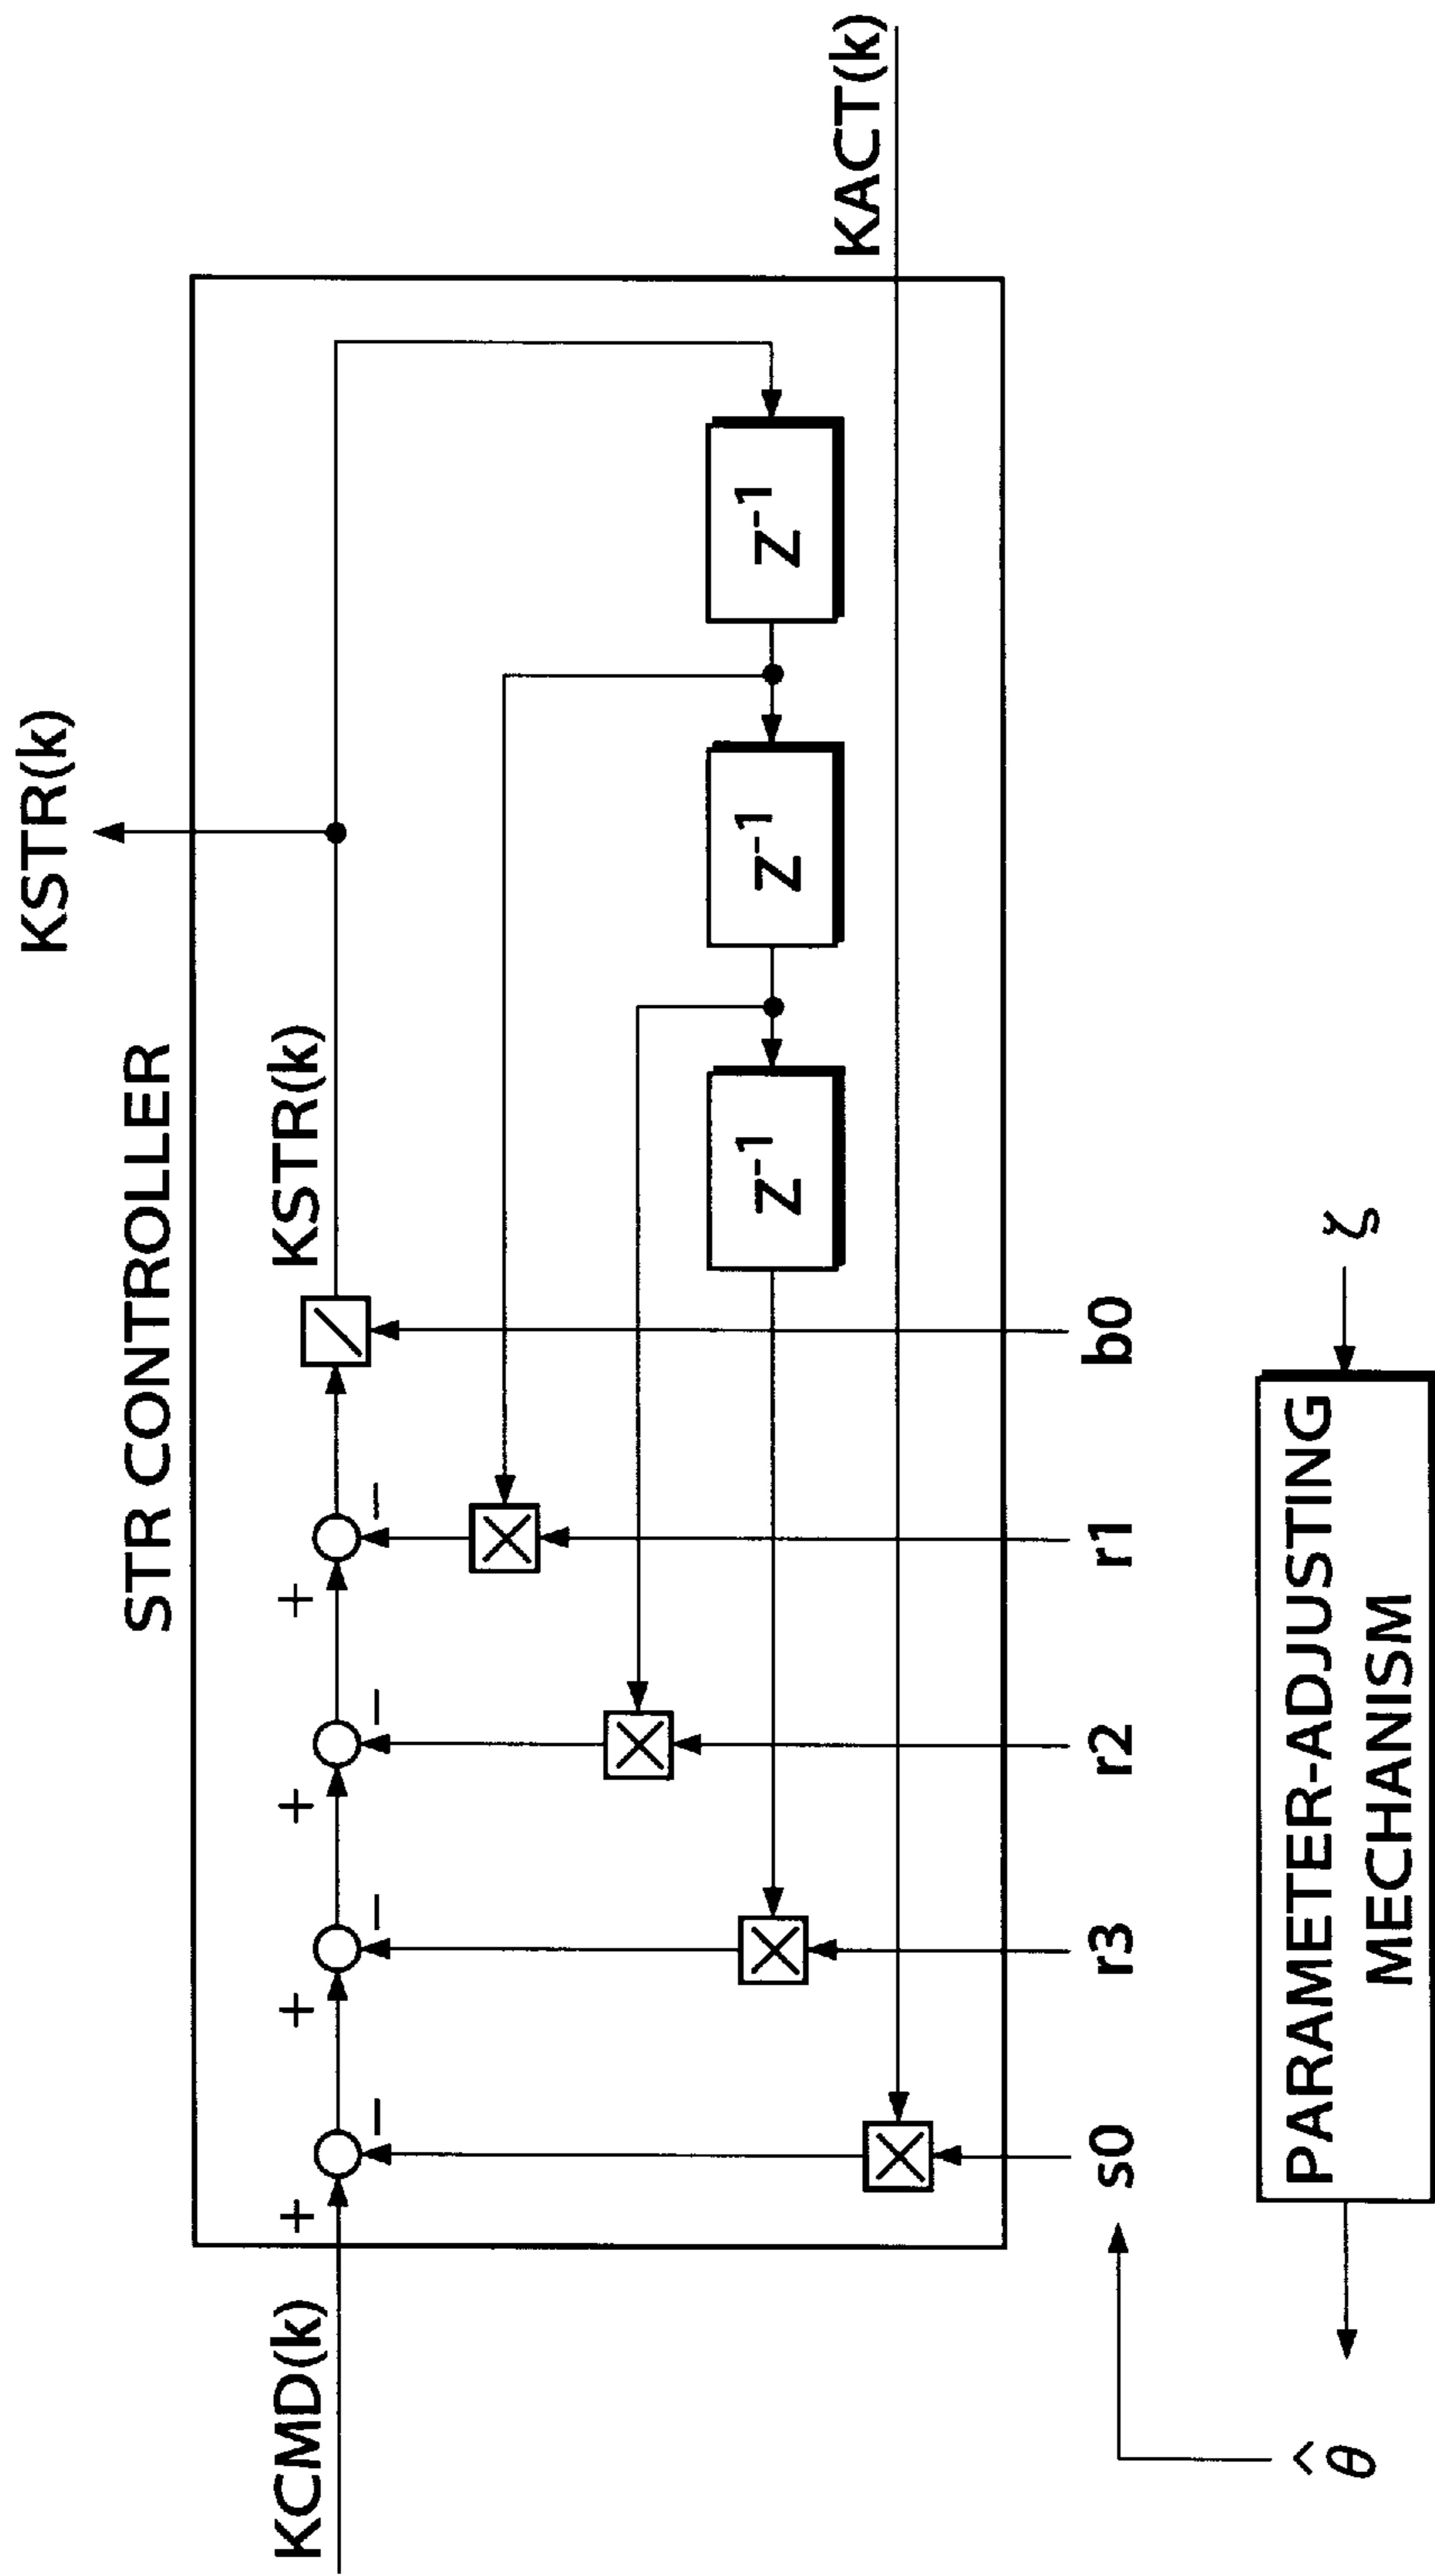 STR CONTROLLER
KSTR(k)
KCMD(k)
+
−
+
−
+
−
+
−
KSTR(k)
Z⁻¹
Z⁻¹
Z⁻¹
KACT(k)
s0
r3
r2
r1
b0
θ̂
PARAMETER-ADJUSTING
MECHANISM
ζ